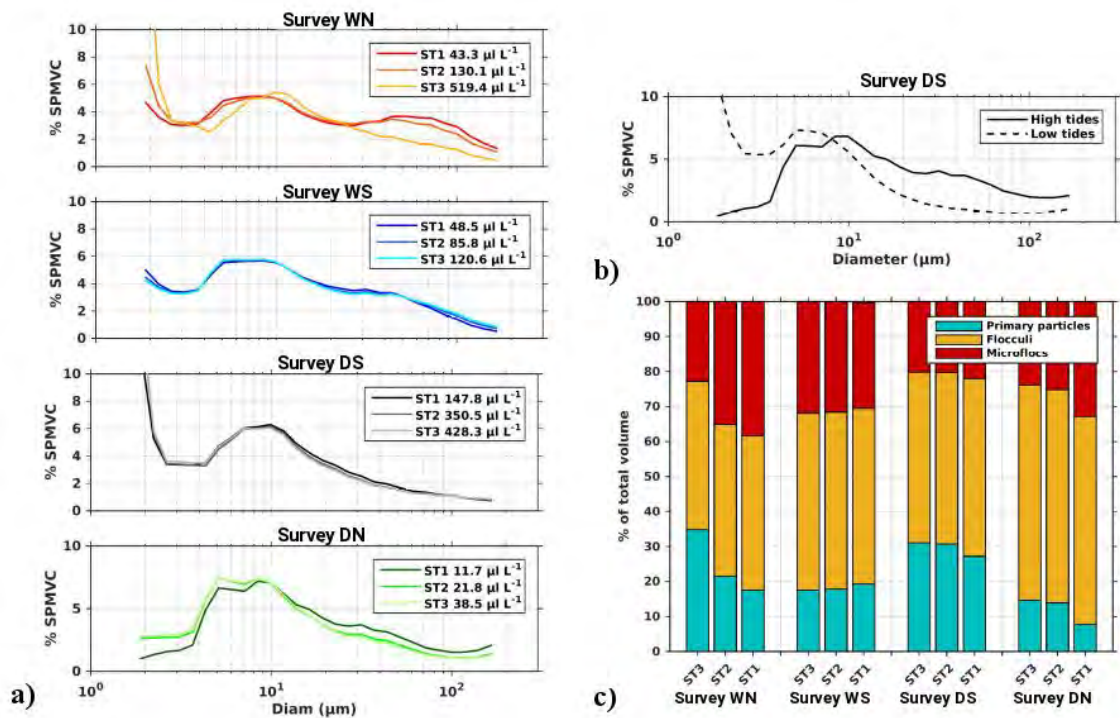 Survey WN
10
8
6
4
2
0
% SPMVC
ST1 43.3 µl L⁻¹
ST2 130.1 µl L⁻¹
ST3 519.4 µl L⁻¹
Survey WS
10
8
6
4
2
0
% SPMVC
ST1 48.5 µl L⁻¹
ST2 85.8 µl L⁻¹
ST3 120.6 µl L⁻¹
Survey DS
10
8
6
4
2
0
% SPMVC
ST1 147.8 µl L⁻¹
ST2 350.5 µl L⁻¹
ST3 428.3 µl L⁻¹
Survey DN
10
5
0
% SPMVC
ST1 11.7 µl L⁻¹
ST2 21.8 µl L⁻¹
ST3 38.5 µl L⁻¹
10⁰ 10¹ 10²
Diam (µm)
a)
Survey DS
10
5
0
% SPMVC
High tides
Low tides
10⁰ 10¹ 10²
Diameter (µm)
b)
100
90
80
70
60
50
40
30
20
10
0
% of total volume
Primary particles
Flocculi
Microflocs
ST3 ST2 ST1 ST3 ST2 ST1 ST3 ST2 ST1 ST3 ST2 ST1
Survey WN Survey WS Survey DS Survey DN
c)